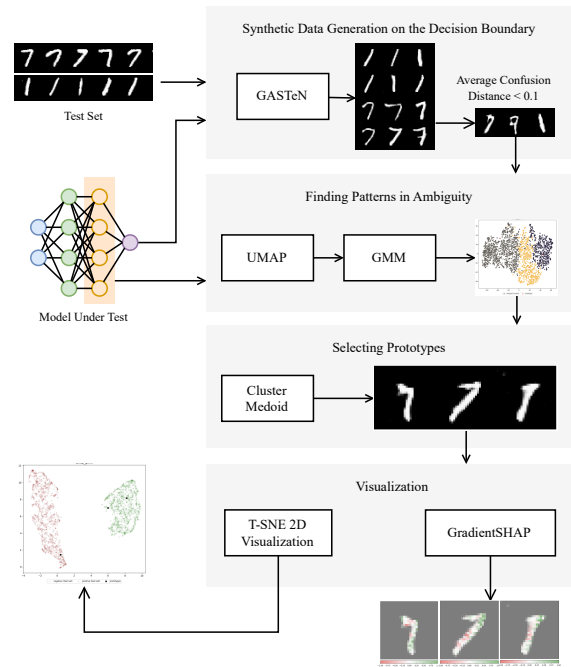 Synthetic Data Generation on the Decision Boundary
Test Set
GASTeN
Average Confusion
Distance < 0.1
Model Under Test
Finding Patterns in Ambiguity
UMAP
GMM
Selecting Prototypes
Cluster
Medoid
Visualization
T-SNE 2D
Visualization
GradientSHAP